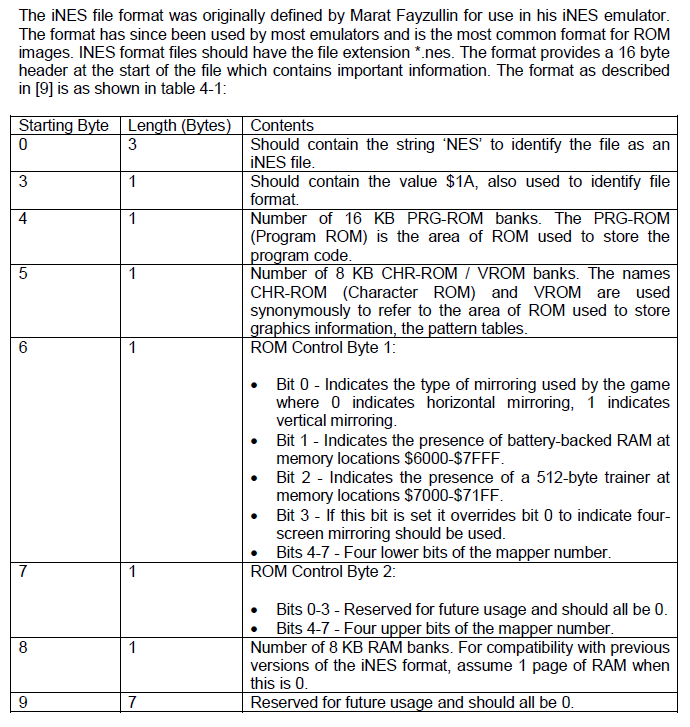 The iNES file format was originally defined by Marat Fayzullin for use in his iNES emulator.
The format has since been used by most emulators and is the most common format for ROM
images. INES format files should have the file extension *.nes. The format provides a 16 byte
header at the start of the file which contains important information. The format as described
in [9] is as shown in table 4-1:
Starting Byte Length (Bytes) Contents
0 3 Should contain the string ‘NES’ to identify the file as an
iNES file.
3 1 Should contain the value $1A, also used to identify file
format.
4 1 Number of 16 KB PRG-ROM banks. The PRG-ROM
(Program ROM) is the area of ROM used to store the
program code.
5 1 Number of 8 KB CHR-ROM / VROM banks. The names
CHR-ROM (Character ROM) and VROM are used
synonymously to refer to the area of ROM used to store
graphics information, the pattern tables.
6 1 ROM Control Byte 1:
• Bit 0 - Indicates the type of mirroring used by the game
where 0 indicates horizontal mirroring, 1 indicates
vertical mirroring.
• Bit 1 - Indicates the presence of battery-backed RAM at
memory locations $6000-$7FFF.
• Bit 2 - Indicates the presence of a 512-byte trainer at
memory locations $7000-$71FF.
• Bit 3 - If this bit is set it overrides bit 0 to indicate four-
screen mirroring should be used.
• Bits 4-7 - Four lower bits of the mapper number.
7 1 ROM Control Byte 2:
• Bits 0-3 - Reserved for future usage and should all be 0.
• Bits 4-7 - Four upper bits of the mapper number.
8 1 Number of 8 KB RAM banks. For compatibility with previous
versions of the iNES format, assume 1 page of RAM when
this is 0.
9 7 Reserved for future usage and should all be 0.